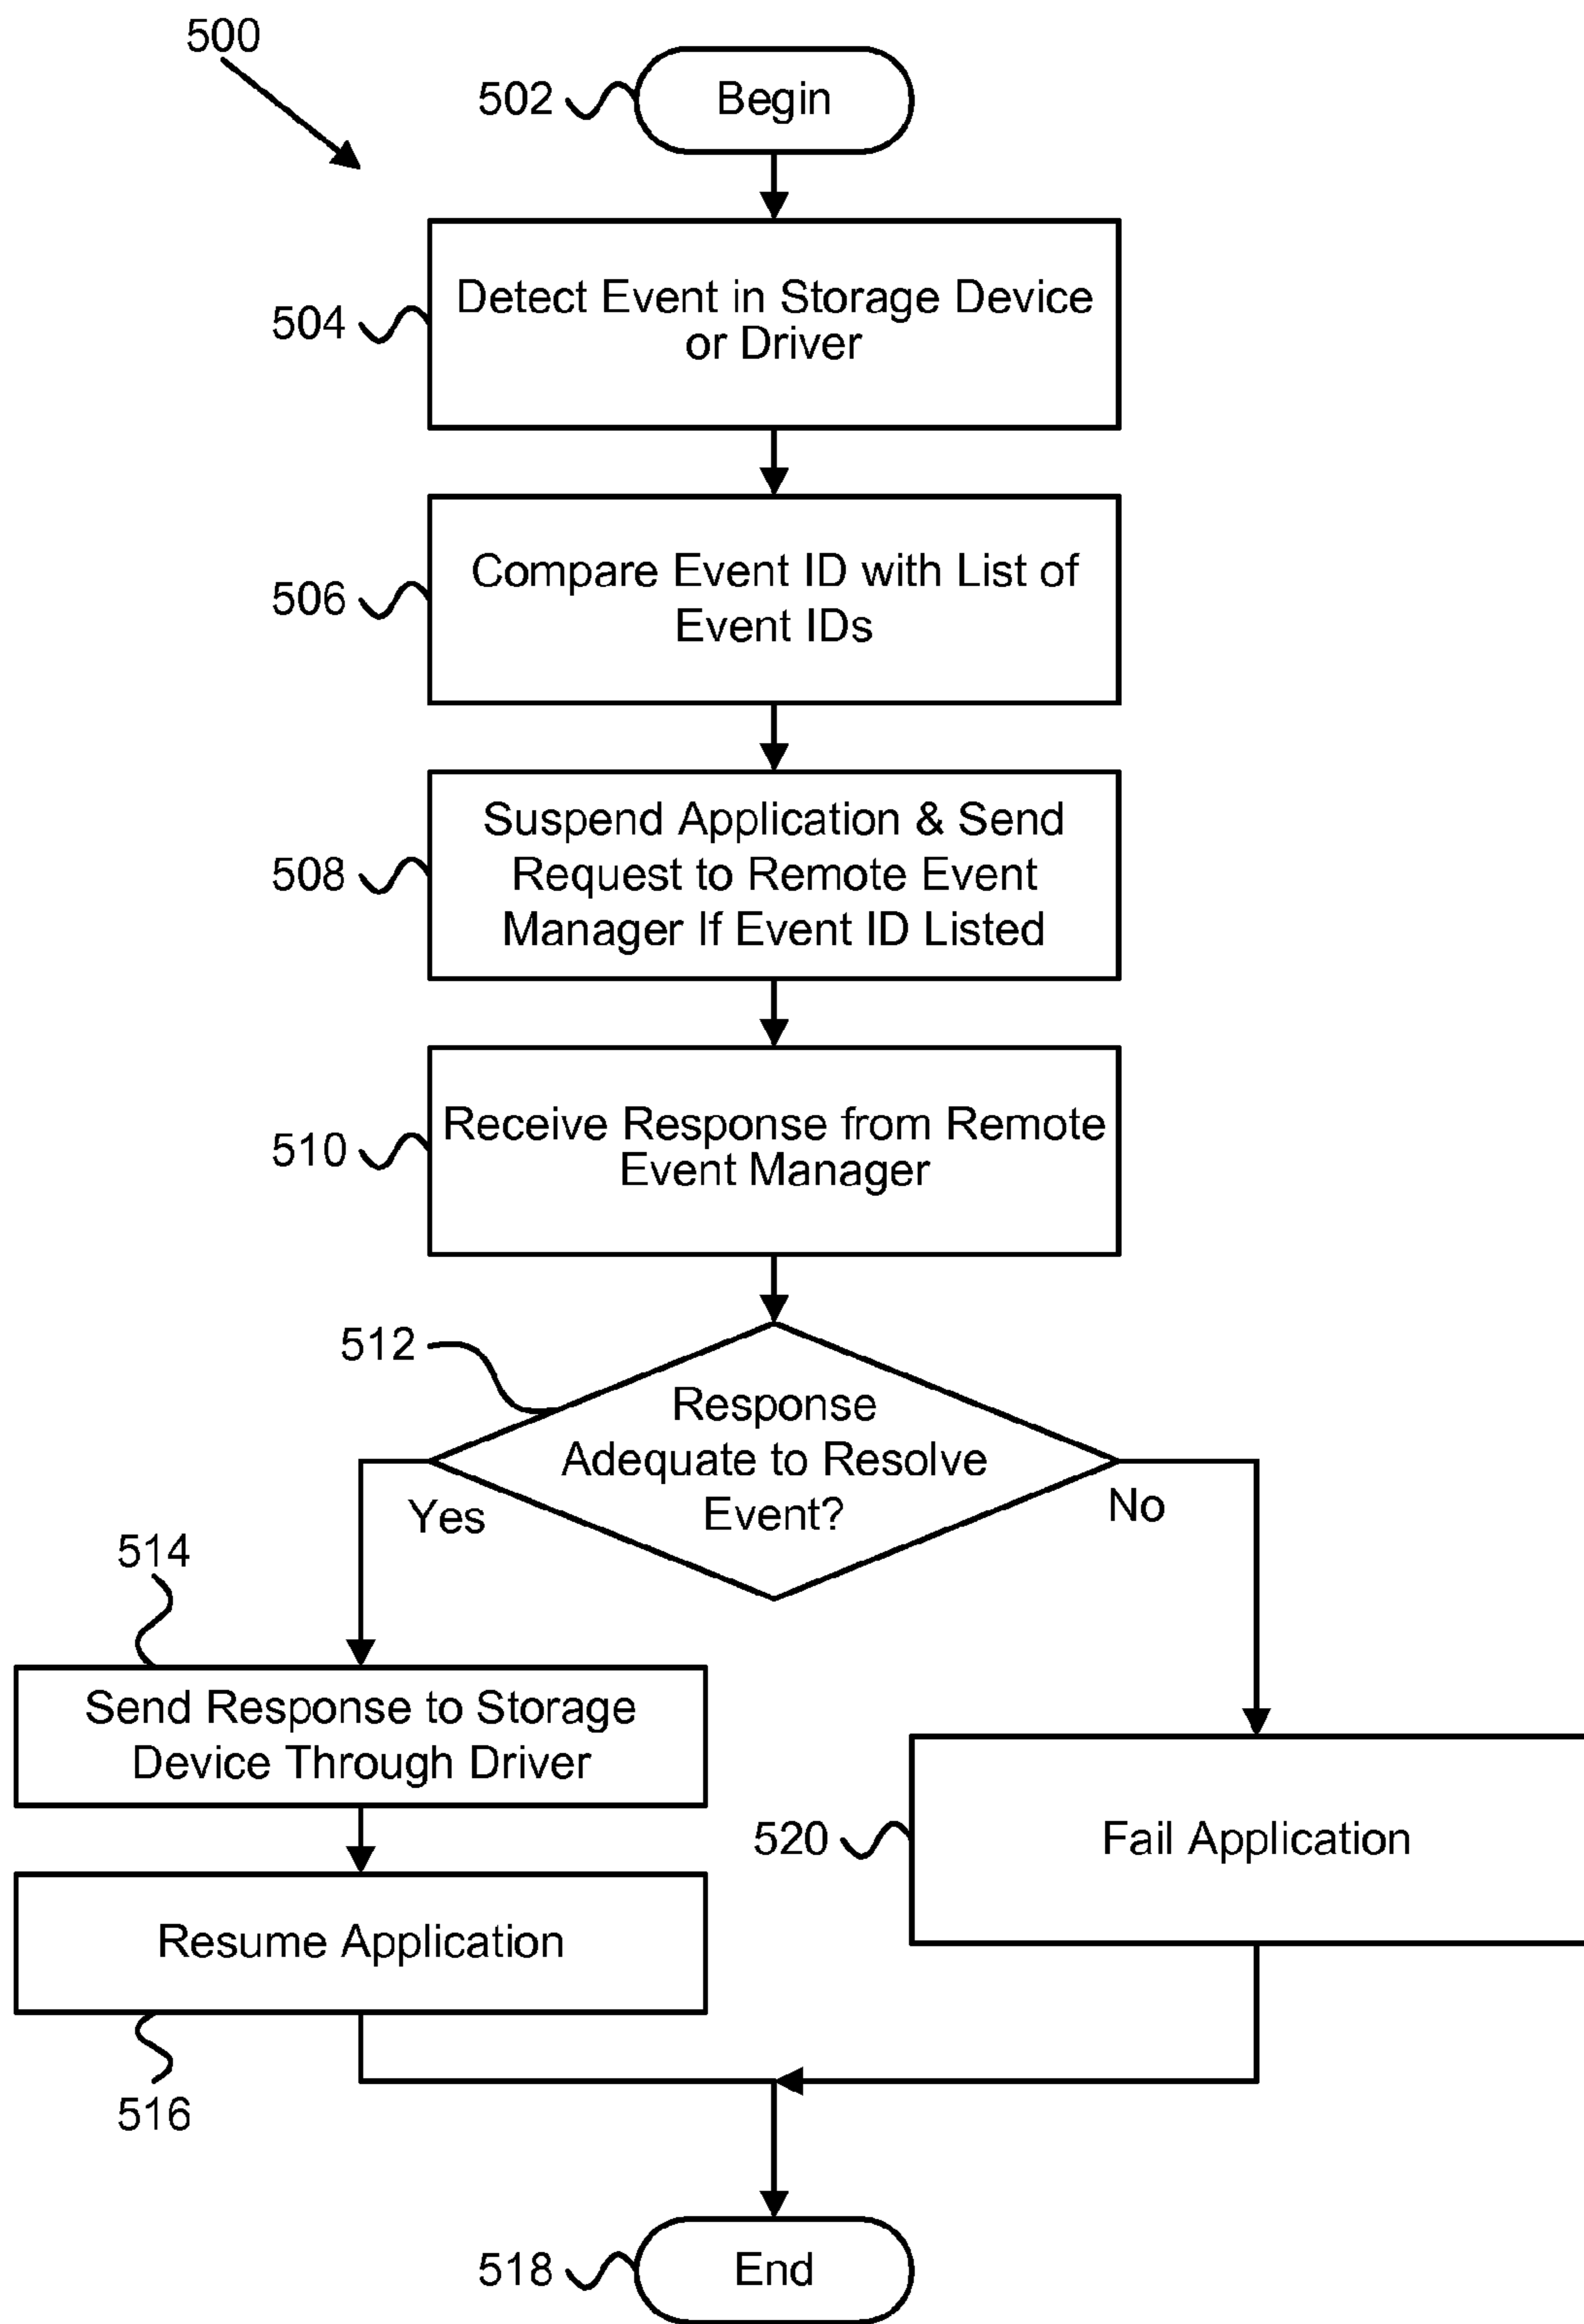 500
502
Begin
504
Detect Event in Storage Device
or Driver
506
Compare Event ID with List of
Event IDs
508
Suspend Application & Send
Request to Remote Event
Manager If Event ID Listed
510
Receive Response from Remote
Event Manager
512
Response
Adequate to Resolve
Event?
Yes
No
514
Send Response to Storage
Device Through Driver
520
Fail Application
Resume Application
516
518
End